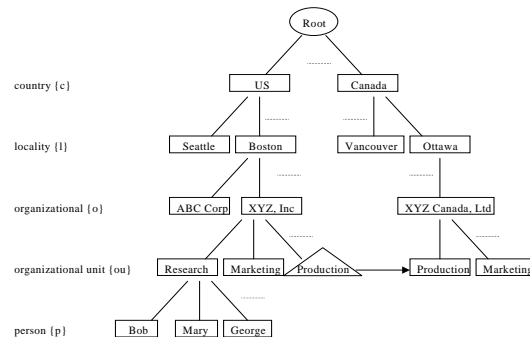 Root
country {c}
US
Canada
locality {l}
Seattle
Boston
Vancouver
Ottawa
organizational {o}
ABC Corp
XYZ, Inc
XYZ Canada, Ltd
organizational unit {ou}
Research
Marketing
Production
Production
Marketing
person {p}
Bob
Mary
George